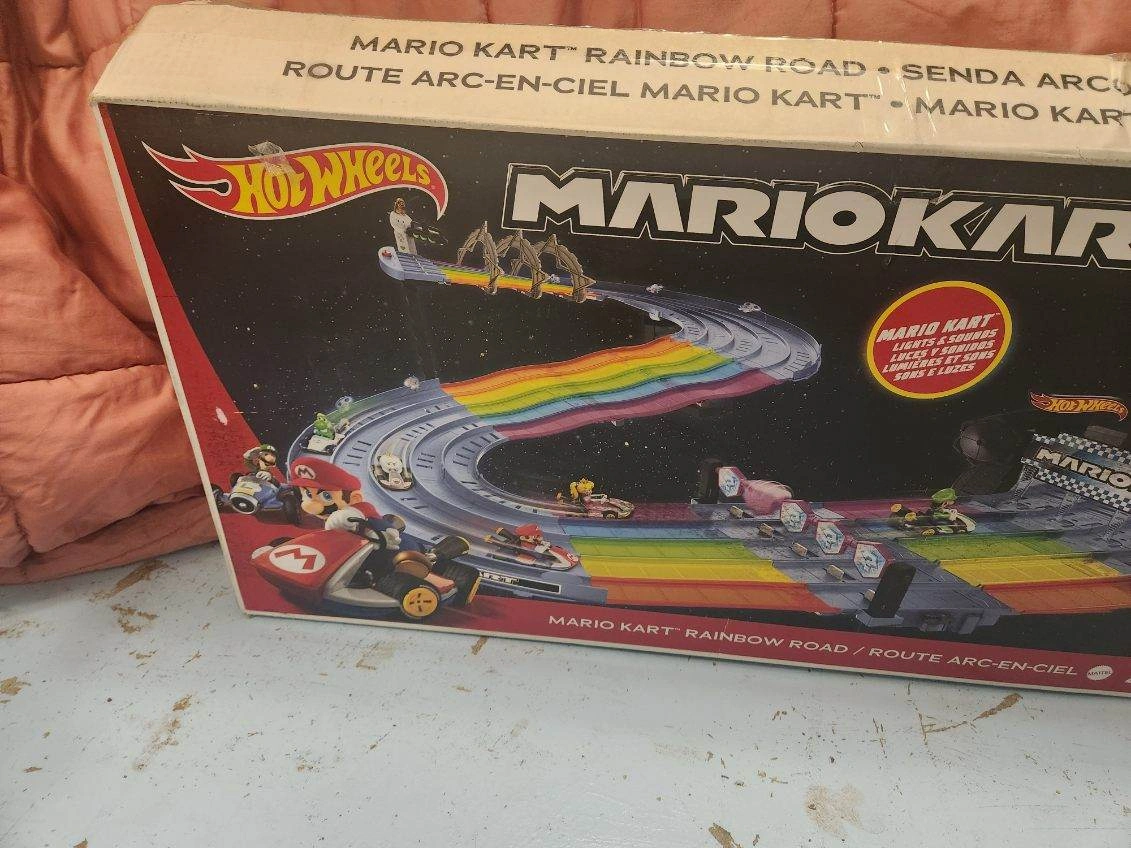 MARIO KART™ RAINBOW ROAD • SENDA ARCO
ROUTE ARC-EN-CIEL MARIO KART™ • MARIO KART
HOT WHEELS
MARIOKAR
MARIO KART™
LIGHTS & SOUNDS
LUCES Y SONIDOS
LUMIÈRES ET SONS
SONS E LUZES
HOT WHEELS
MARIO
M
M
MARIO KART™ RAINBOW ROAD / ROUTE ARC-EN-CIEL MATTEL